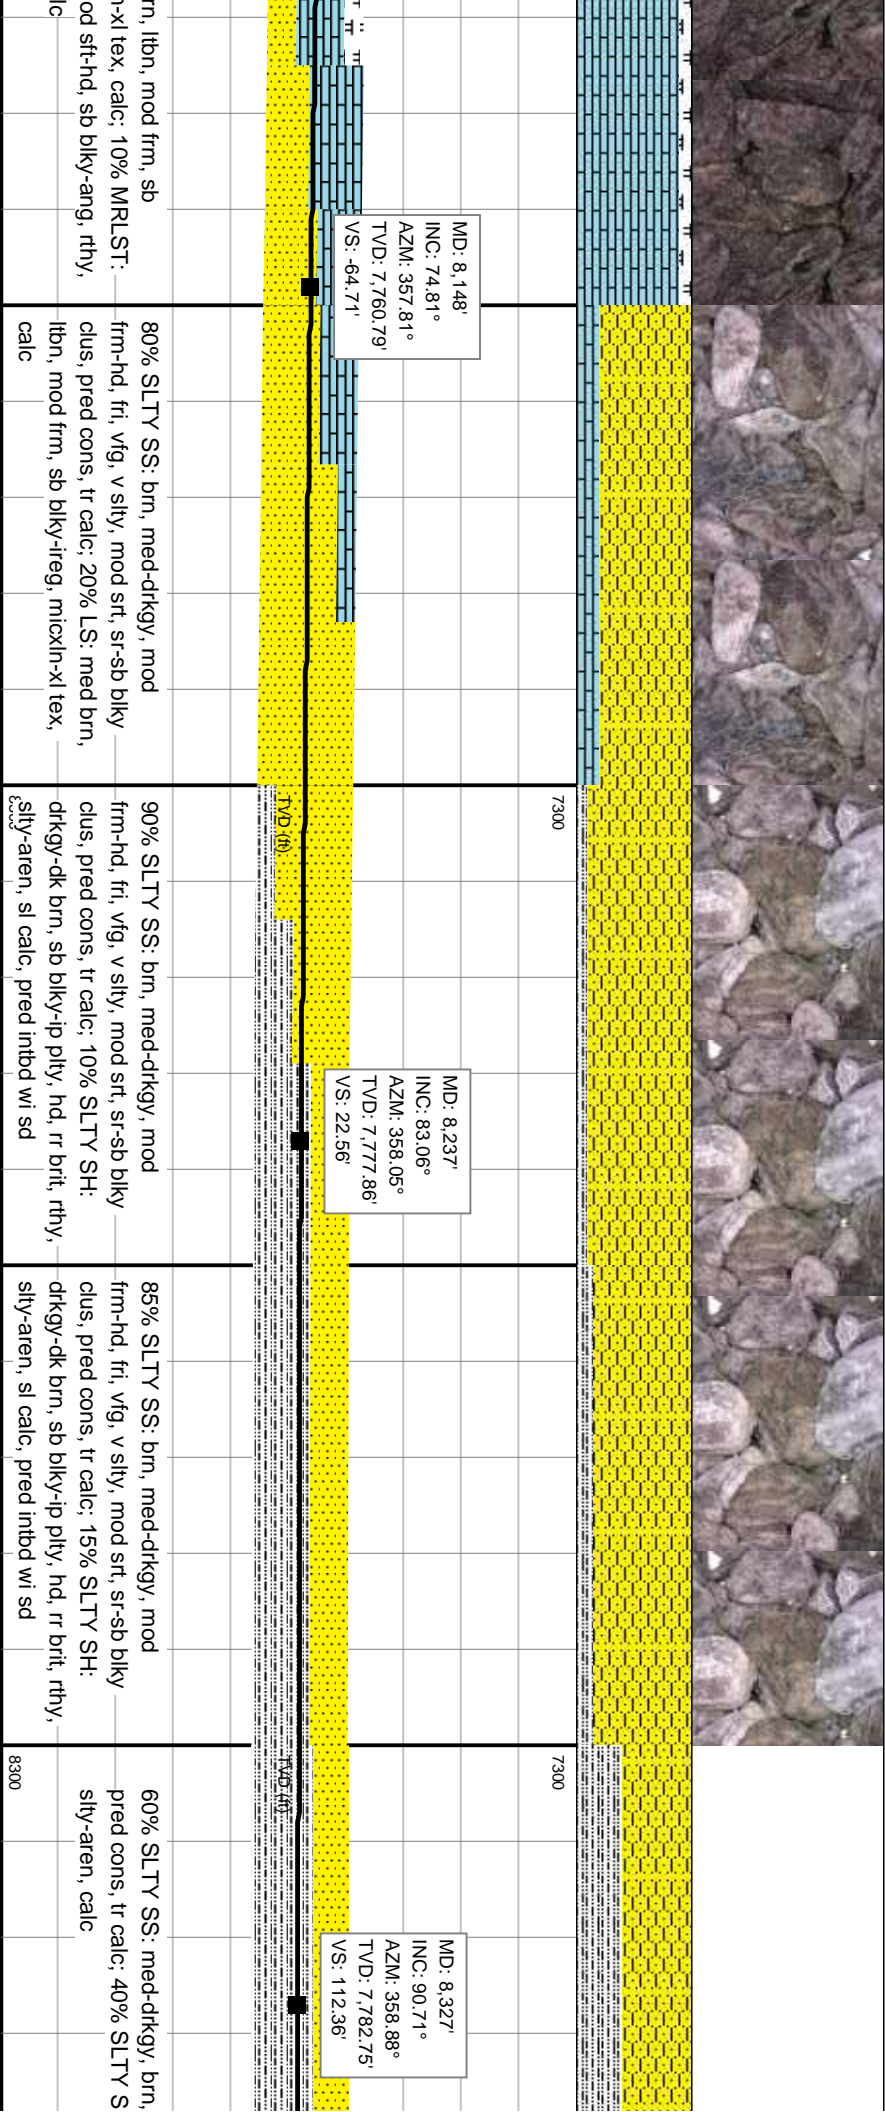 rn, ltbn, mod frm, sb
n-xl tex, calc; 10% MRLST:
od sft-hd, sb blky-ang, rthy,
lc
MD: 8,148'
INC: 74.81°
AZM: 357.81°
TVD: 7,760.79'
VS: -64.71'
80% SLTY SS: brn, med-drkgy, mod
frm-hd, fri, vfg, v slty, mod srt, sr-sb blky
clus, pred cons, tr calc; 20% LS: med brn,
ltbn, mod frm, sb blky-ireg, micxln-xl tex,
calc
7300
TVD (ft)
90% SLTY SS: brn, med-drkgy, mod
frm-hd, fri, vfg, v slty, mod srt, sr-sb blky
clus, pred cons, tr calc; 10% SLTY SH:
drkgy-dk brn, sb blky-ip plty, hd, rr brit, rthy,
slty-aren, sl calc, pred intbd wi sd
MD: 8,237'
INC: 83.06°
AZM: 358.05°
TVD: 7,777.86'
VS: 22.56'
85% SLTY SS: brn, med-drkgy, mod
frm-hd, fri, vfg, v slty, mod srt, sr-sb blky
clus, pred cons, tr calc; 15% SLTY SH:
drkgy-dk brn, sb blky-ip plty, hd, rr brit, rthy,
slty-aren, sl calc, pred intbd wi sd
7300
TVD (ft)
8300
60% SLTY SS: med-drkgy, brn,
pred cons, tr calc; 40% SLTY S
slty-aren, calc
MD: 8,327'
INC: 90.71°
AZM: 358.88°
TVD: 7,782.75'
VS: 112.36'